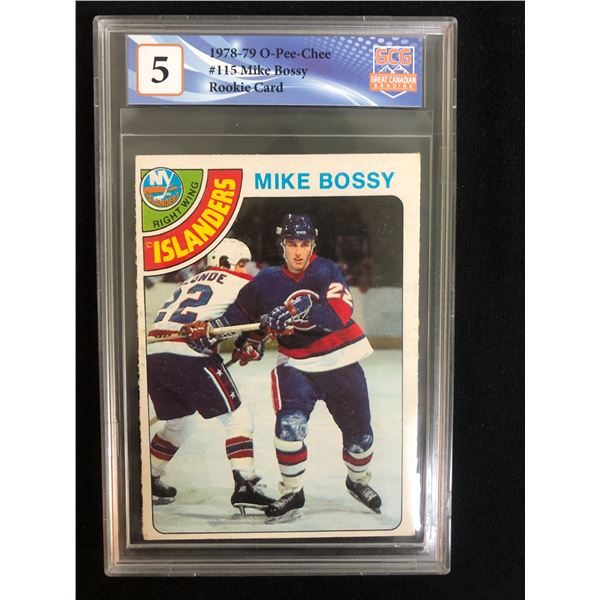 5
1978-79 O-Pee-Chee
#115 Mike Bossy
Rookie Card
GCG
GREAT CANADIAN
GRADING
NY
RIGHT WING
ISLANDERS
MIKE BOSSY
22
22